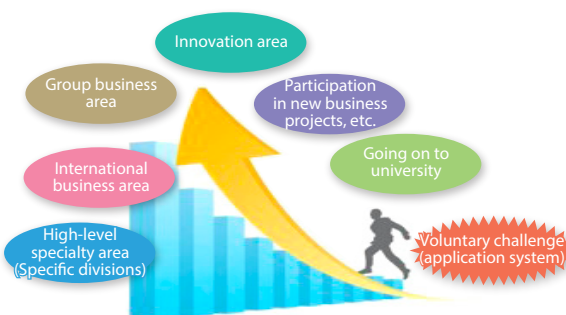 Innovation area
Group business
area
Participation
in new business
projects, etc.
International
business area
Going on to
university
High-level
specialty area
(Specific divisions)
Voluntary challenge
(application system)